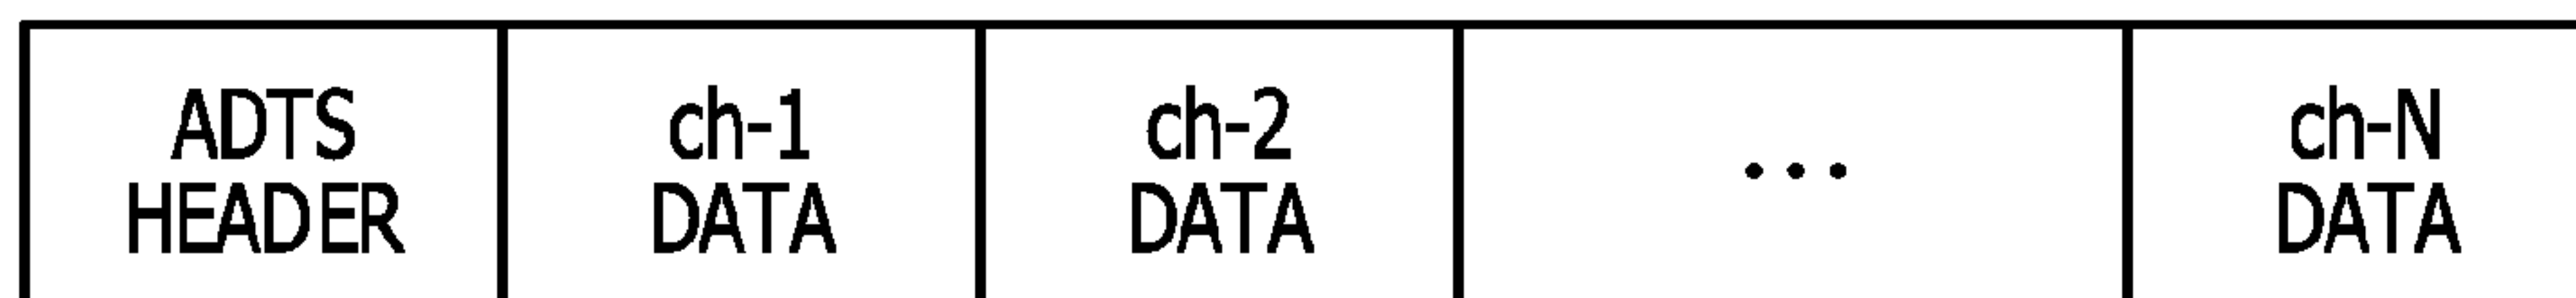 ADTS
HEADER
ch-1
DATA
ch-2
DATA
...
ch-N
DATA